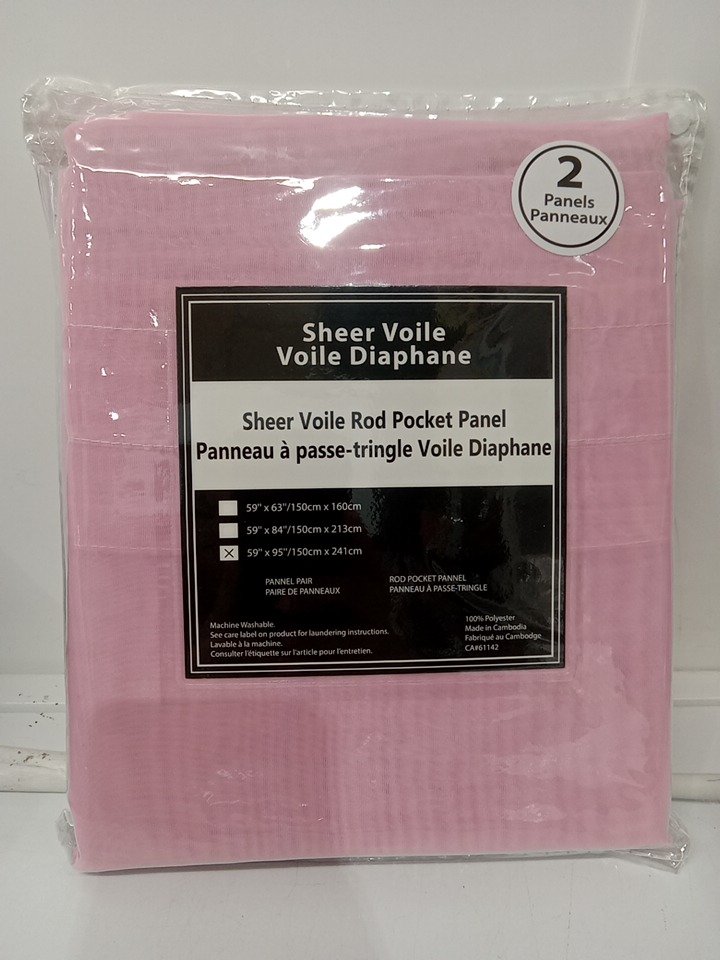 2
Panels
Panneaux
Sheer Voile
Voile Diaphane
Sheer Voile Rod Pocket Panel
Panneau à passe-tringle Voile Diaphane
59" x 63"/150cm x 160cm
59" x 84"/150cm x 213cm
59" x 95"/150cm x 241cm
PANNEL PAIR
PAIRE DE PANNEAUX
ROD POCKET PANNEL
PANNEAU À PASSE-TRINGLE
Machine Washable.
See care label on product for laundering instructions.
Lavable à la machine.
Consulter l'étiquette sur l'article pour l'entretien.
100% Polyester
Made in Cambodia
Fabriqué au Cambodge
CA#61142